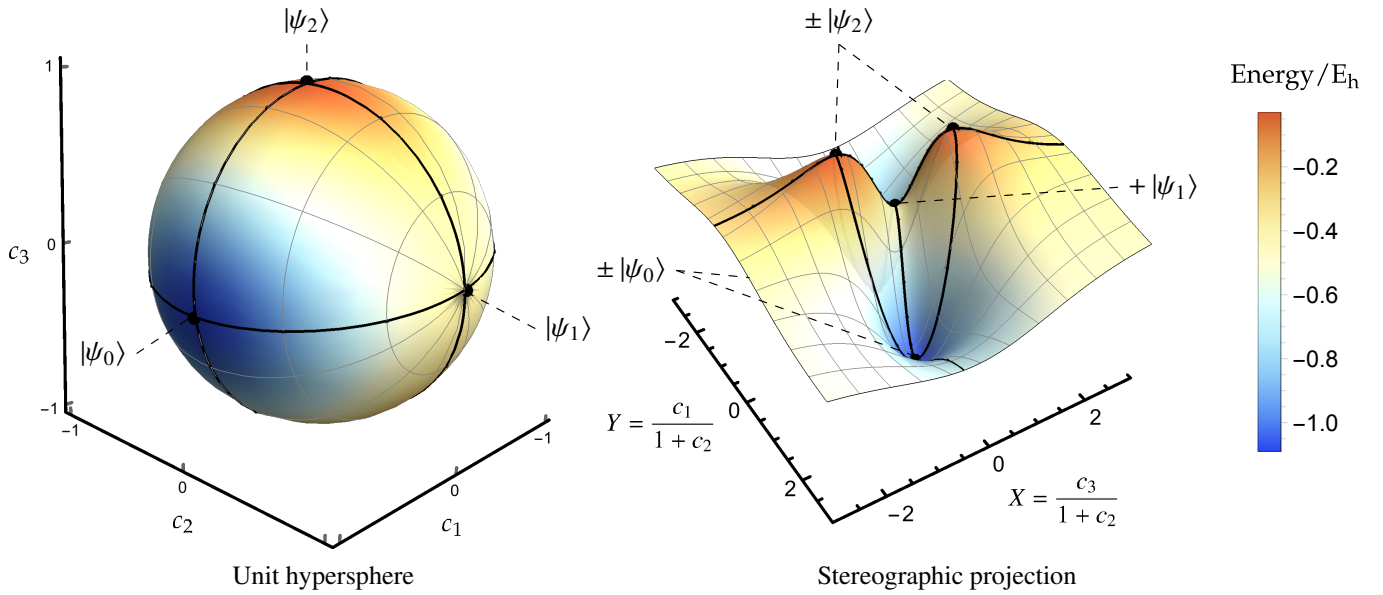 |ψ₂⟩
1
0
−1
c₃
|ψ₀⟩
|ψ₁⟩
−1
0
c₂
−1
0
c₁
Unit hypersphere
± |ψ₂⟩
+ |ψ₁⟩
± |ψ₀⟩
−2
0
2
Y = c₁ / 1 + c₂
−2
0
2
X = c₃ / 1 + c₂
Stereographic projection
Energy/Eₕ
−0.2
−0.4
−0.6
−0.8
−1.0